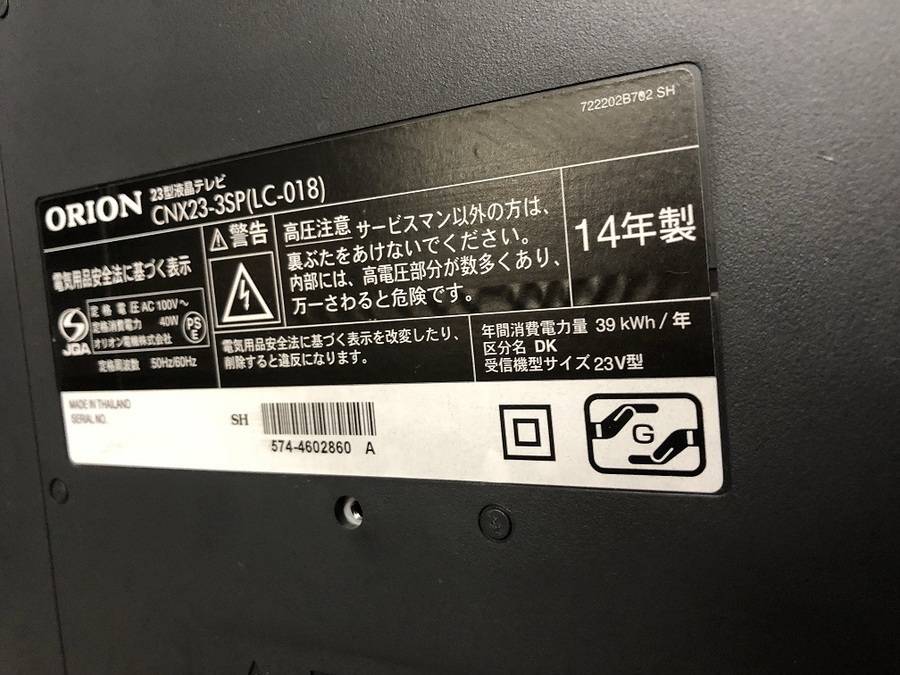 722202B702 SH
ORION
23型液晶テレビ
CNX23-3SP(LC-018)
電気用品安全法に基づく表示
JQA
定格電圧 AC100V～
定格消費電力 40W
オリオン電機株式会社
PS
E
定格周波数 50Hz/60Hz
警告
高圧注意 サービスマン以外の方は、
裏ぶたをあけないでください。
内部には、高電圧部分が数多くあり、
万一さわると危険です。
14年製
電気用品安全法に基づく表示を改変したり、
削除すると違反になります。
年間消費電力量 39 kWh/年
区分名 DK
受信機型サイズ 23V型
MADE IN THAILAND
SERIAL NO.
SH
574-4602860 A
G